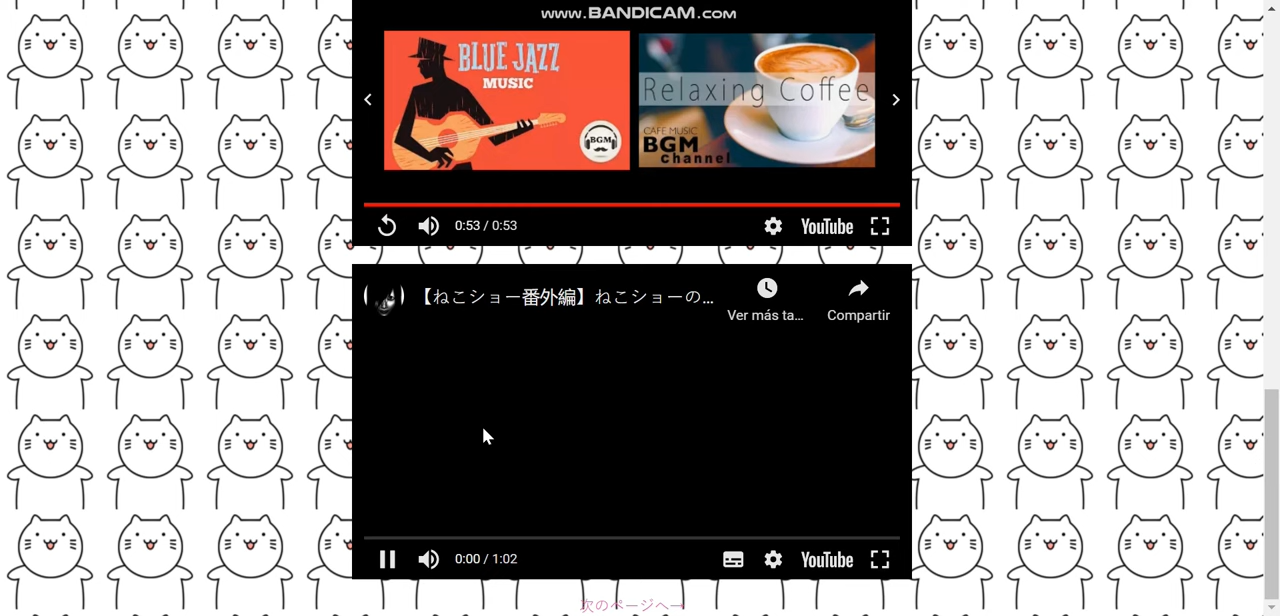 www.BANDICAM.com
BLUE JAZZ
MUSIC
BGM
Relaxing Coffee
CAFE MUSIC
BGM
channel
0:53 / 0:53
YouTube
【ねこショー番外編】ねこショーの...
Ver más ta...
Compartir
0:00 / 1:02
YouTube
次のページへ→